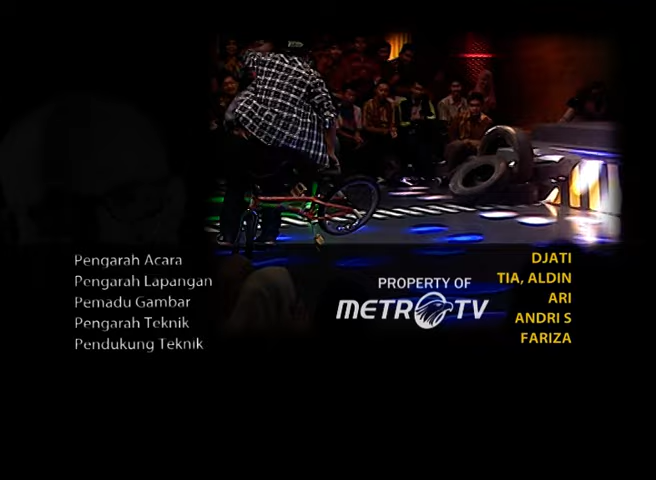 Pengarah Acara DJATI
Pengarah Lapangan TIA, ALDIN
Pemadu Gambar ARI
Pengarah Teknik ANDRI S
Pendukung Teknik FARIZA
PROPERTY OF
METRO TV